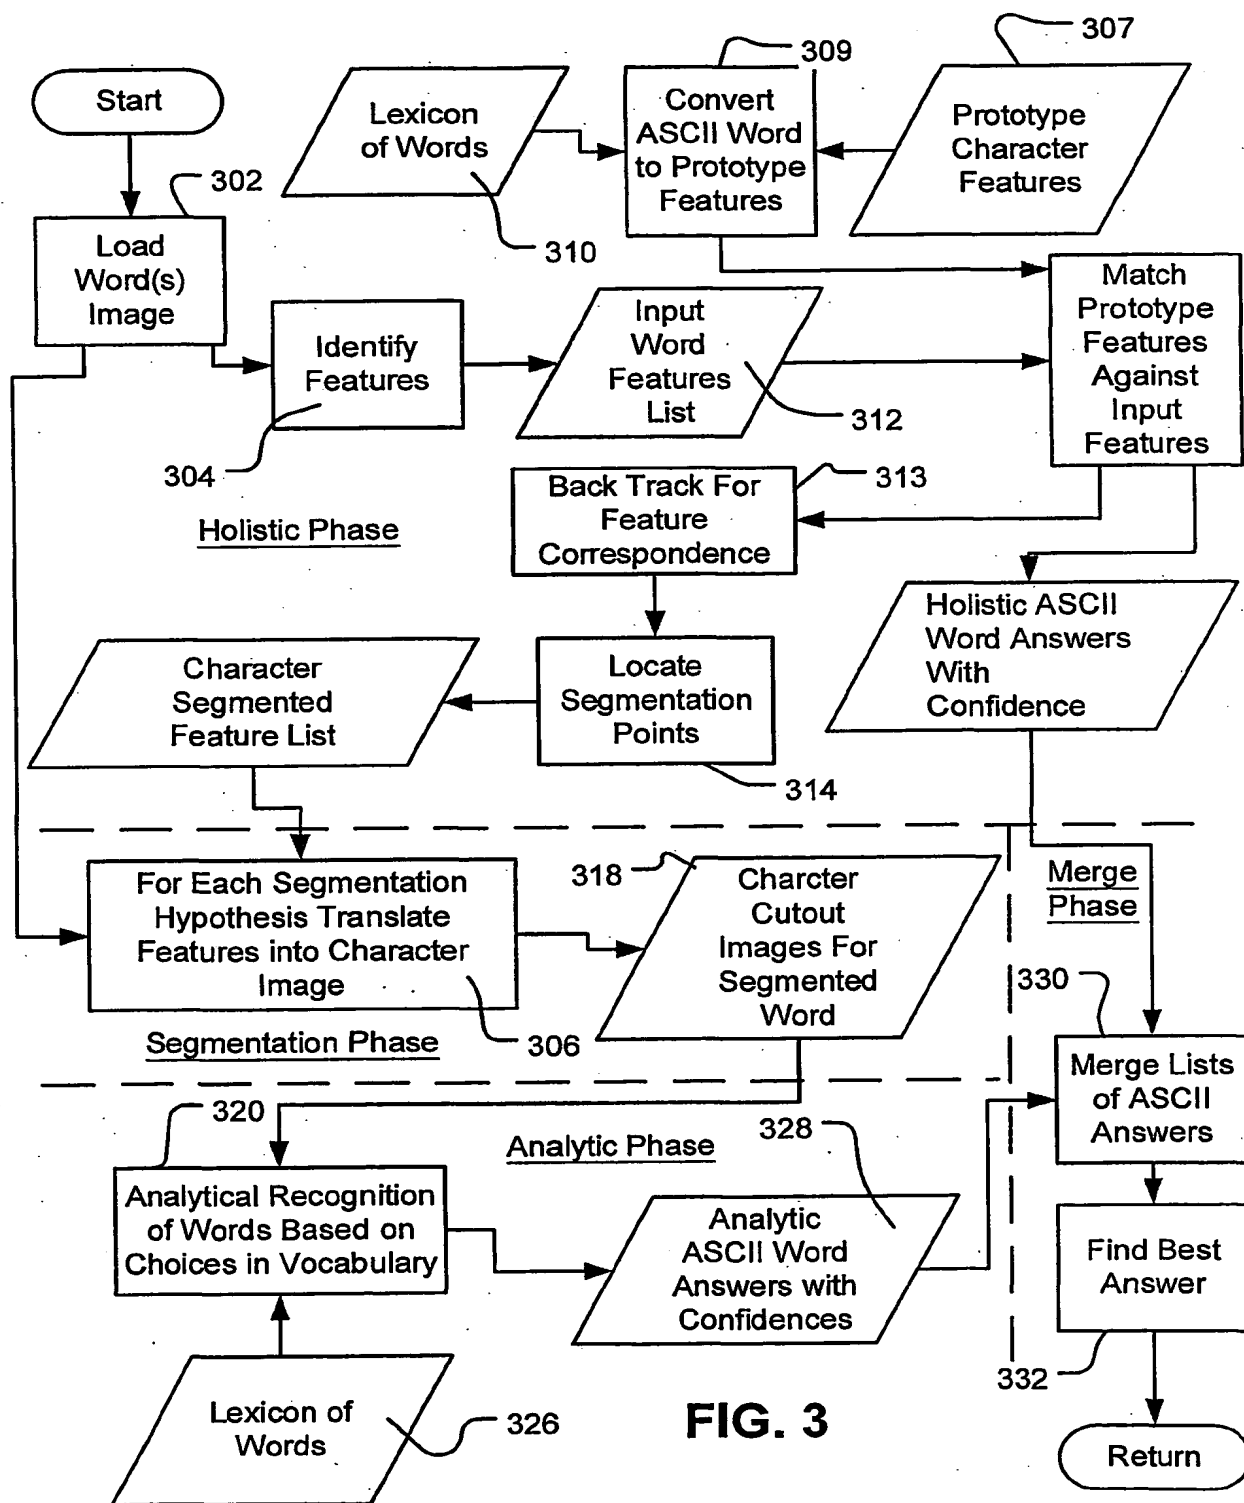 307
309
Start
Lexicon
of Words
Convert
ASCII Word
to Prototype
Features
Prototype
Character
Features
302
310
Load
Word(s)
Image
Match
Prototype
Features
Against
Input
Features
Identify
Features
Input
Word
Features
List
312
304
313
Back Track For
Feature
Correspondence
Holistic Phase
Holistic ASCII
Word Answers
With
Confidence
Character
Segmented
Feature List
Locate
Segmentation
Points
314
318
For Each Segmentation
Hypothesis Translate
Features into Character
Image
Charcter
Cutout
Images For
Segmented
Word
Merge
Phase
330
Segmentation Phase
306
Merge Lists
of ASCII
Answers
320
Analytic Phase
328
Analytical Recognition
of Words Based on
Choices in Vocabulary
Analytic
ASCII Word
Answers with
Confidences
Find Best
Answer
332
Lexicon of
Words
326
FIG. 3
Return